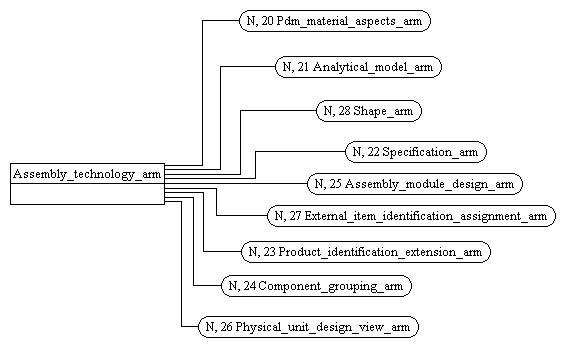 N, 20 Pdm_material_aspects_arm
N, 21 Analytical_model_arm
N, 28 Shape_arm
N, 22 Specification_arm
Assembly_technology_arm
N, 25 Assembly_module_design_arm
N, 27 External_item_identification_assignment_arm
N, 23 Product_identification_extension_arm
N, 24 Component_grouping_arm
N, 26 Physical_unit_design_view_arm